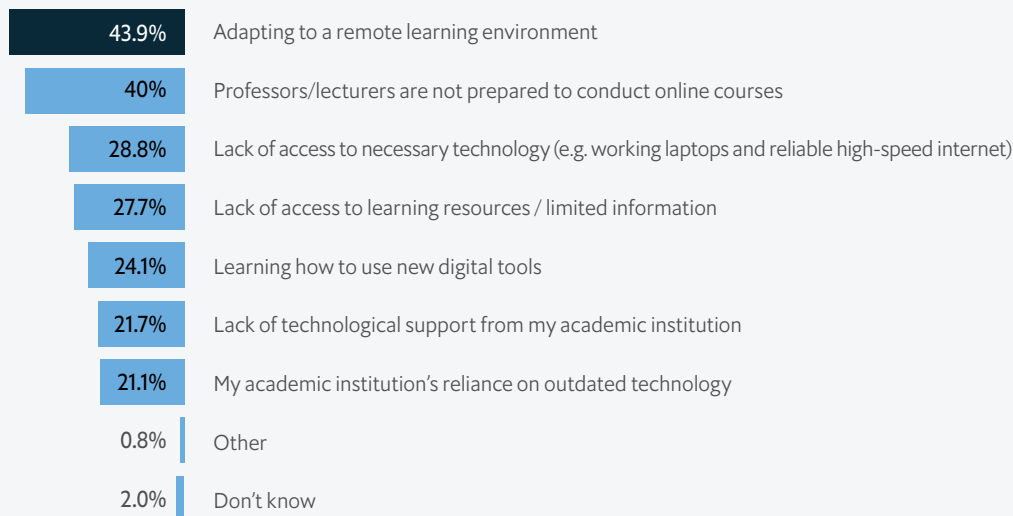 43.9% Adapting to a remote learning environment
40% Professors/lecturers are not prepared to conduct online courses
28.8% Lack of access to necessary technology (e.g. working laptops and reliable high-speed internet)
27.7% Lack of access to learning resources / limited information
24.1% Learning how to use new digital tools
21.7% Lack of technological support from my academic institution
21.1% My academic institution’s reliance on outdated technology
0.8% Other
2.0% Don't know